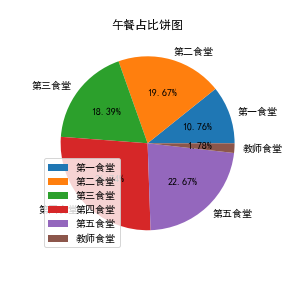 午餐占比饼图
第二食堂
第三食堂
19.67%
18.39%
第一食堂
10.76%
1.78%
教师食堂
22.67%
第五食堂
第一食堂
第二食堂
第三食堂
第四食堂
第五食堂
教师食堂